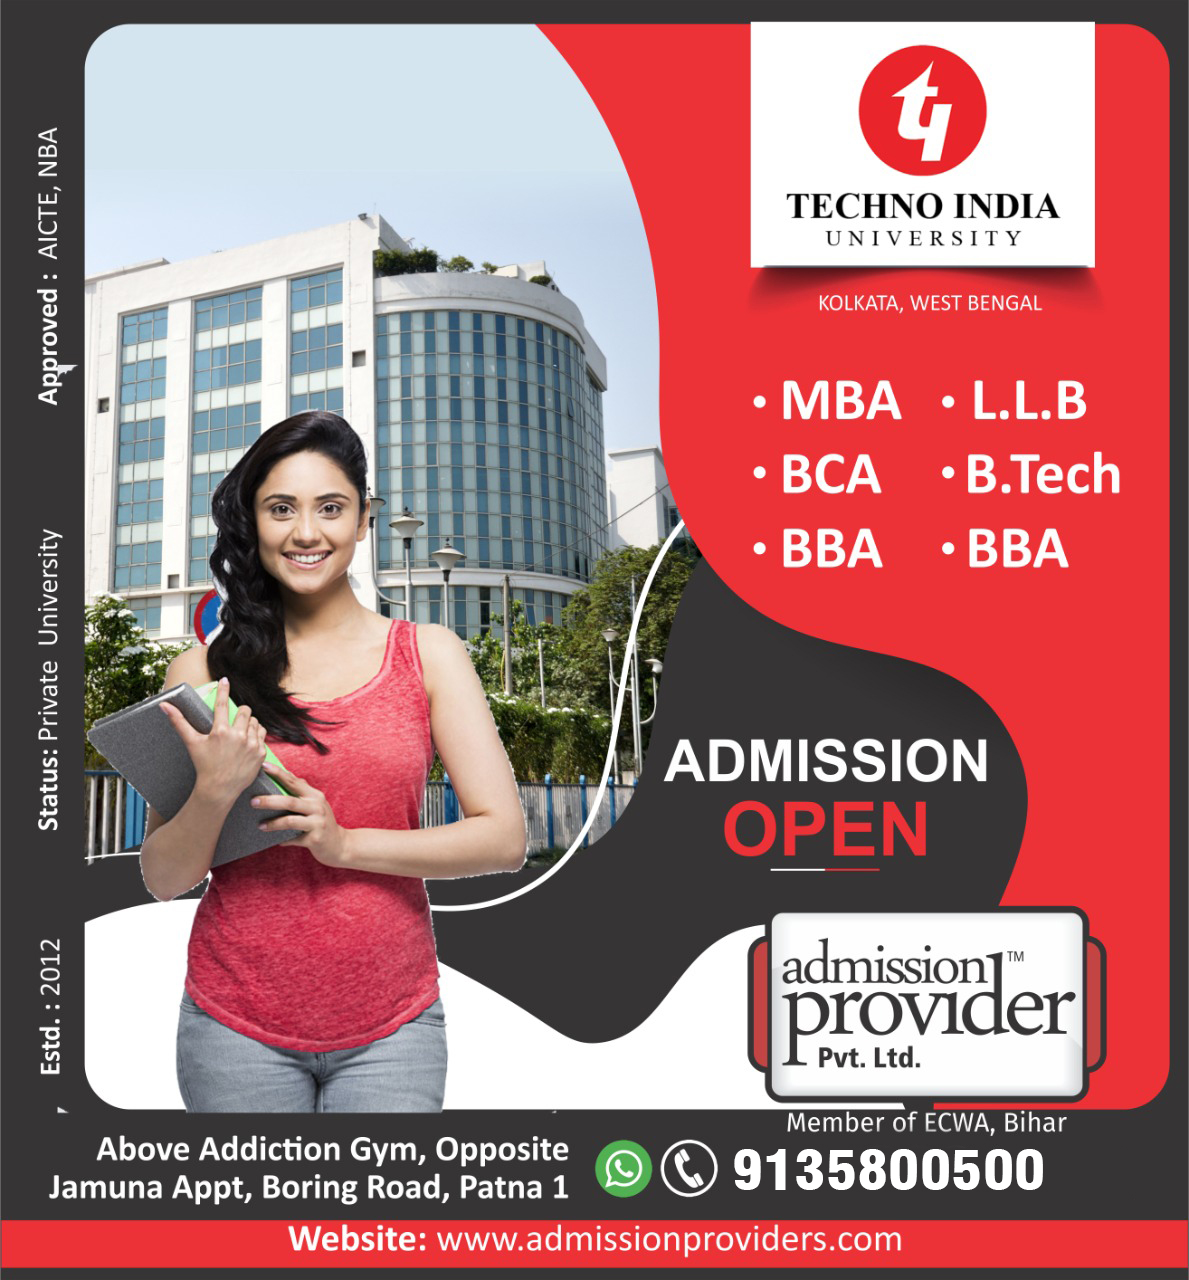 TECHNO INDIA
UNIVERSITY
KOLKATA, WEST BENGAL
• MBA
• L.L.B
• BCA
• B.Tech
• BBA
• BBA
Approved : AICTE, NBA
Status: Private University
Estd. : 2012
ADMISSION
OPEN
admission™
provider
Pvt. Ltd.
Member of ECWA, Bihar
Above Addiction Gym, Opposite
Jamuna Appt, Boring Road, Patna 1
9135800500
Website: www.admissionproviders.com